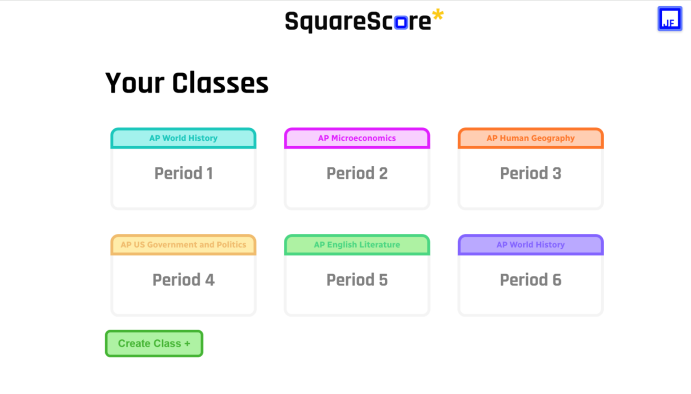 SquareScore*
JF
Your Classes
AP World History
Period 1
AP Microeconomics
Period 2
AP Human Geography
Period 3
AP US Government and Politics
Period 4
AP English Literature
Period 5
AP World History
Period 6
Create Class +